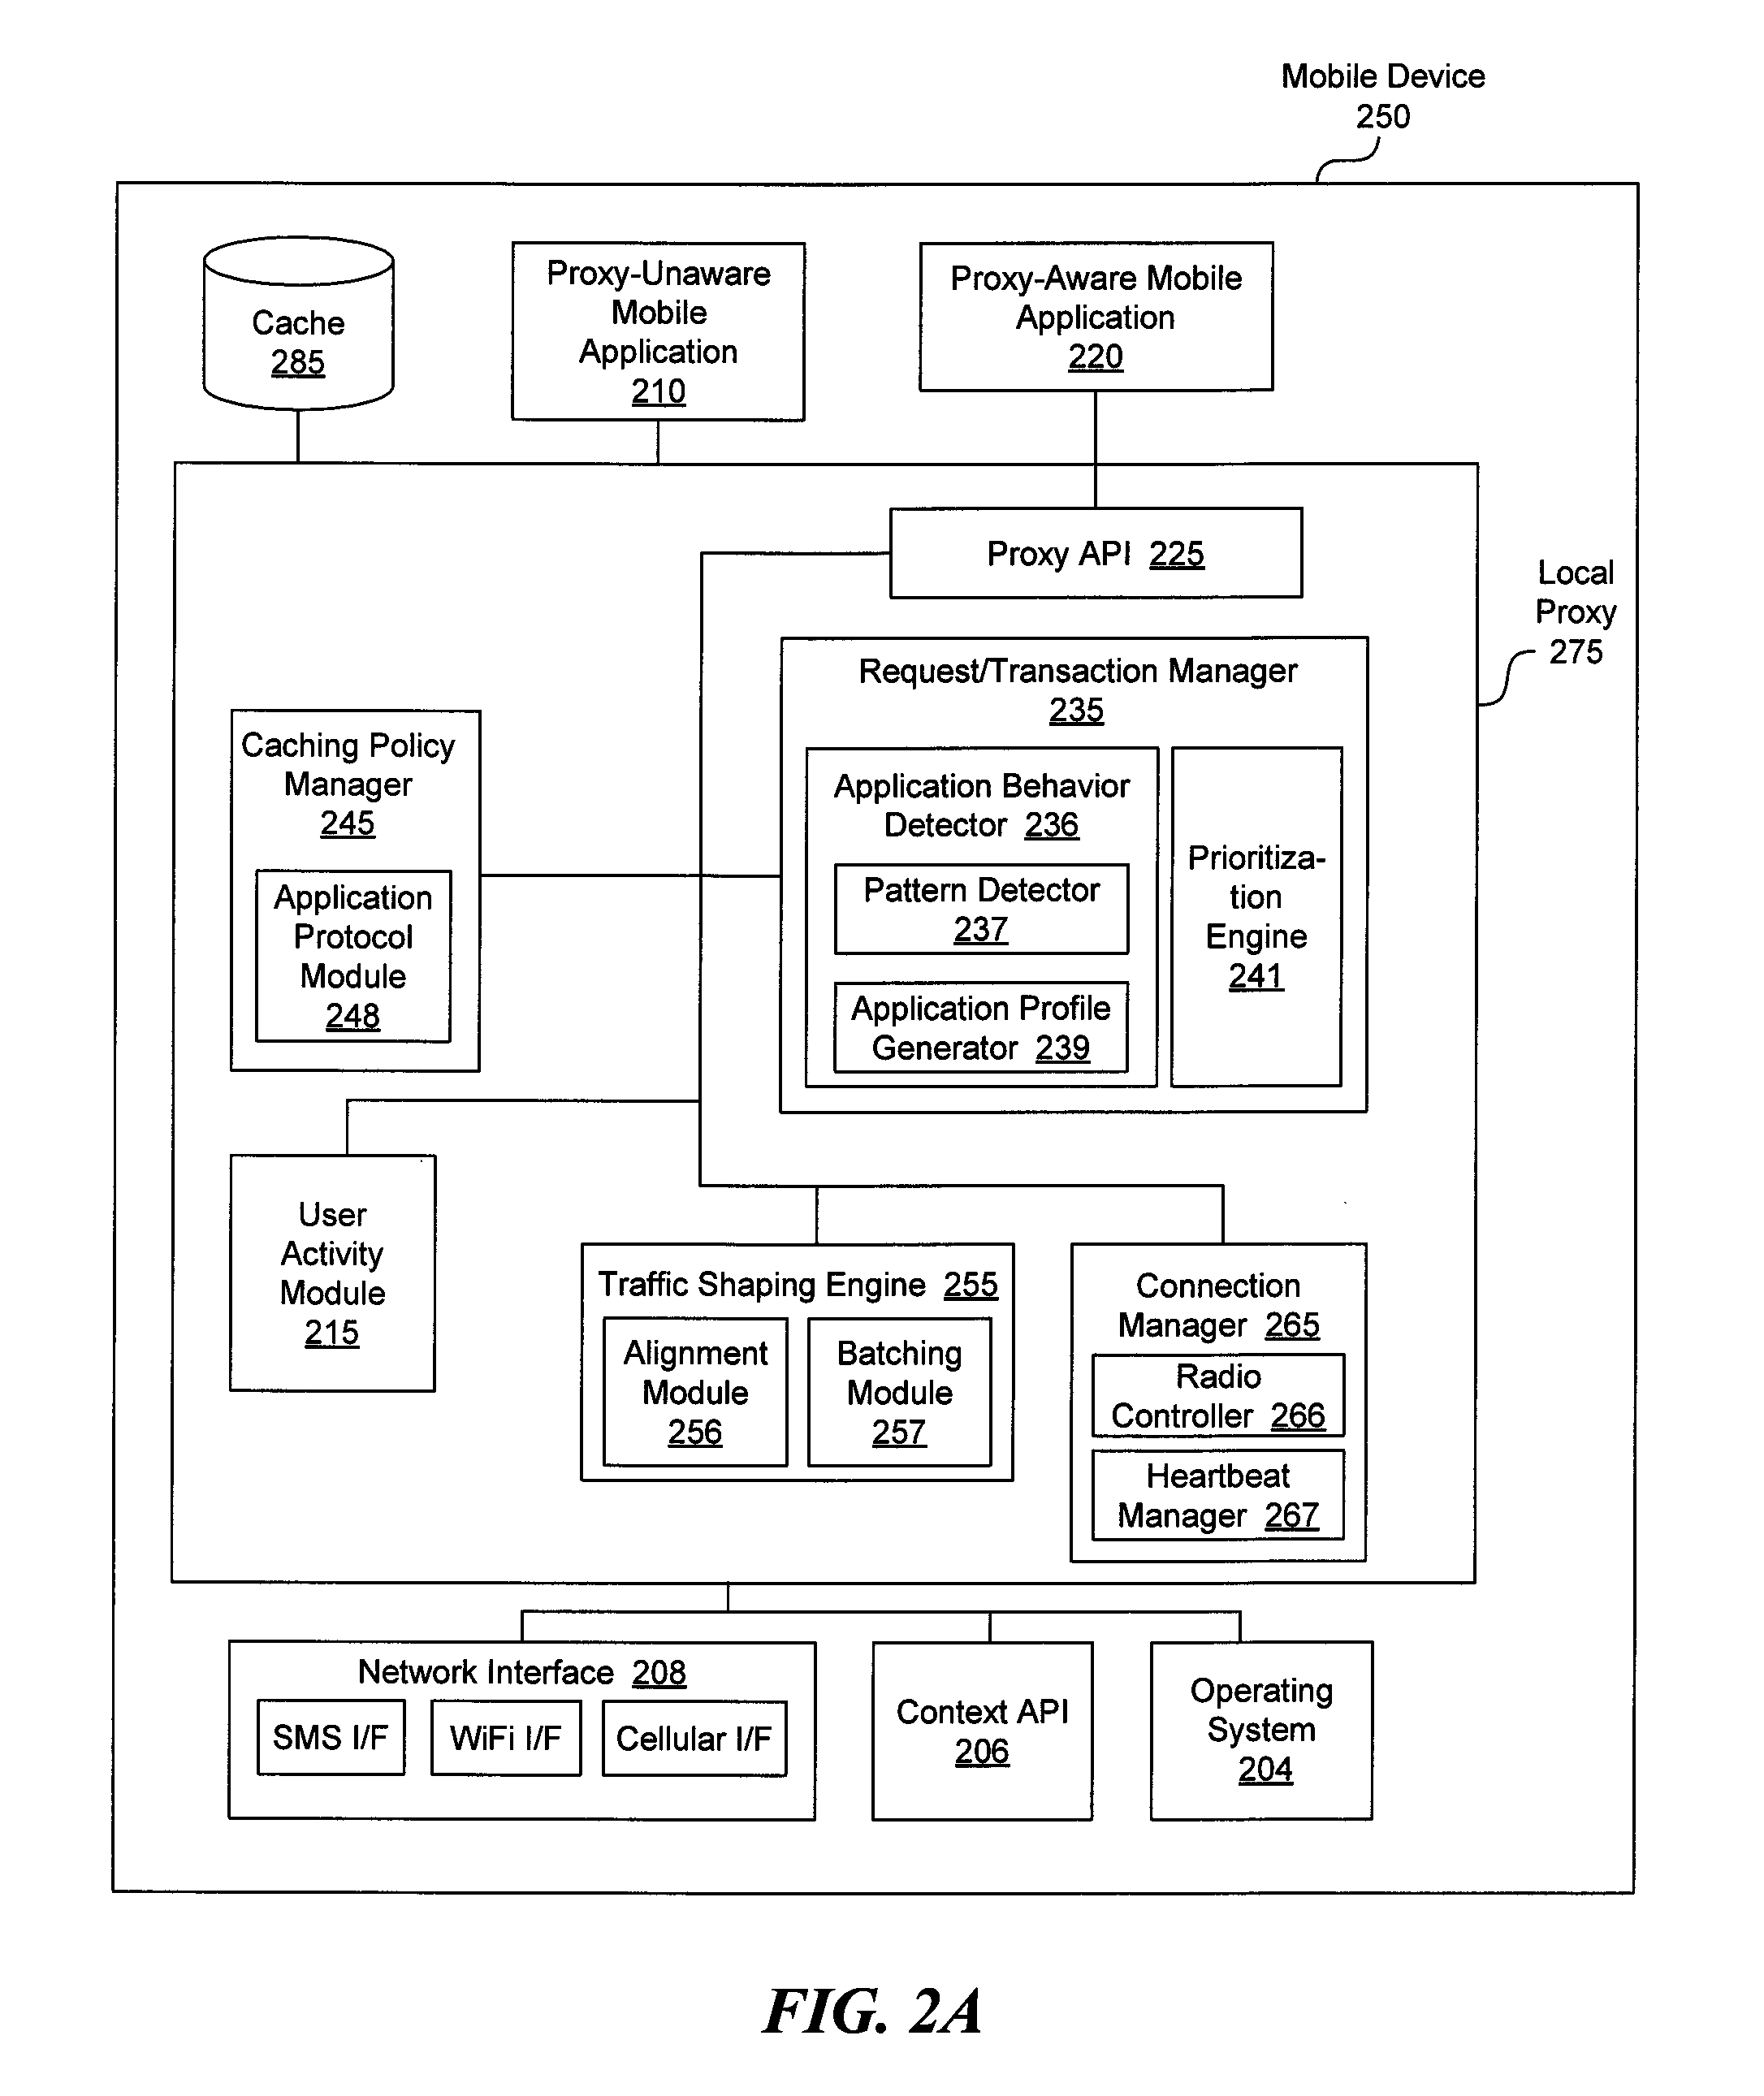 Mobile Device
250
Cache
285
Proxy-Unaware
Mobile
Application
210
Proxy-Aware Mobile
Application
220
Proxy API 225
Local
Proxy
275
Request/Transaction Manager
235
Caching Policy
Manager
245
Application
Protocol
Module
248
Application Behavior
Detector 236
Pattern Detector
237
Application Profile
Generator 239
Prioritiza-
tion
Engine
241
User
Activity
Module
215
Traffic Shaping Engine 255
Alignment
Module
256
Batching
Module
257
Connection
Manager 265
Radio
Controller 266
Heartbeat
Manager 267
Network Interface 208
SMS I/F
WiFi I/F
Cellular I/F
Context API
206
Operating
System
204
FIG. 2A